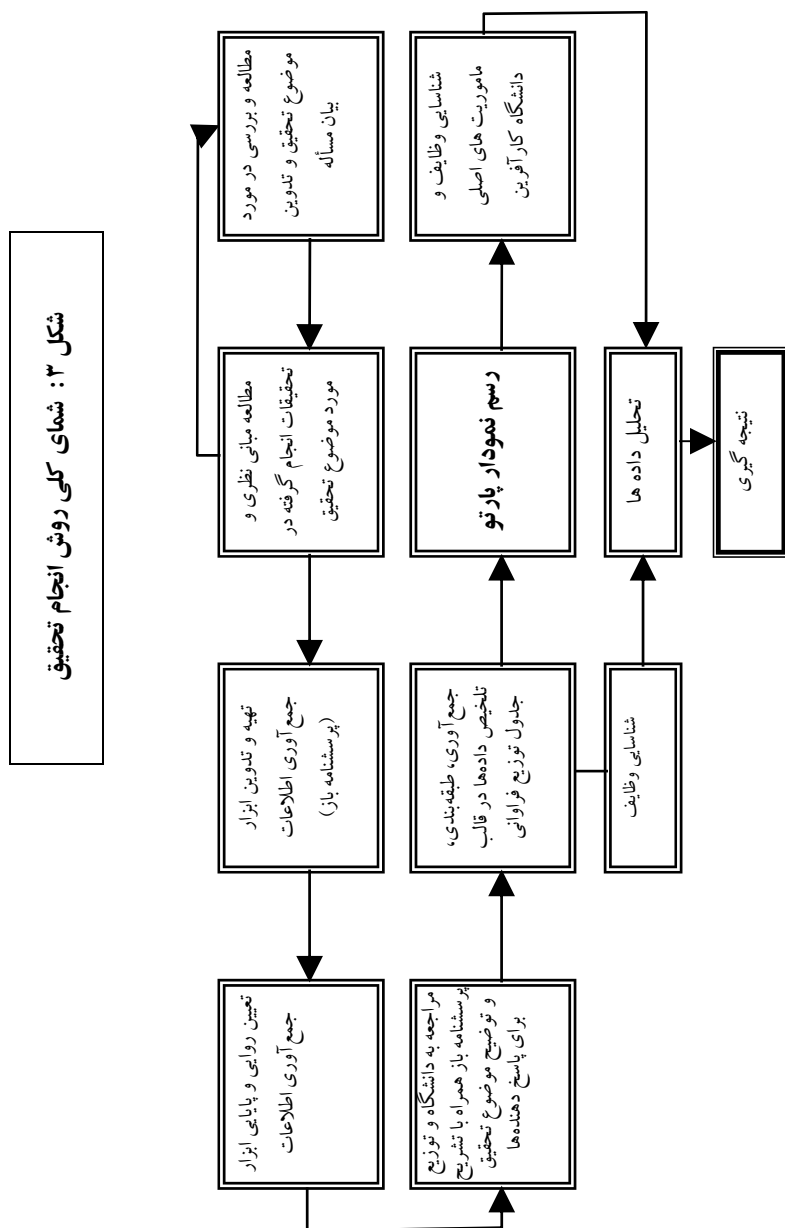 شکل ۳: شمای کلی روش انجام تحقیق
مطالعه و بررسی در مورد
موضوع تحقیق و تدوین
بیان مسأله
مطالعه مبانی نظری و
تحقیقات انجام گرفته در
مورد موضوع تحقیق
تهیه و تدوین ابزار
جمع‌آوری اطلاعات
(پرسشنامه باز)
تعیین روایی و پایایی ابزار
جمع‌آوری اطلاعات
مراجعه به دانشگاه و توزیع
پرسشنامه باز همراه با تشریح
و توضیح موضوع تحقیق
برای پاسخ دهنده‌ها
جمع‌آوری، طبقه‌بندی،
تلخیص داده‌ها در قالب
جدول توزیع فراوانی
رسم نمودار پارتو
شناسایی وظایف و
ماموریت های اصلی
دانشگاه کارآفرین
شناسایی وظایف
تحلیل داده ها
نتیجه گیری